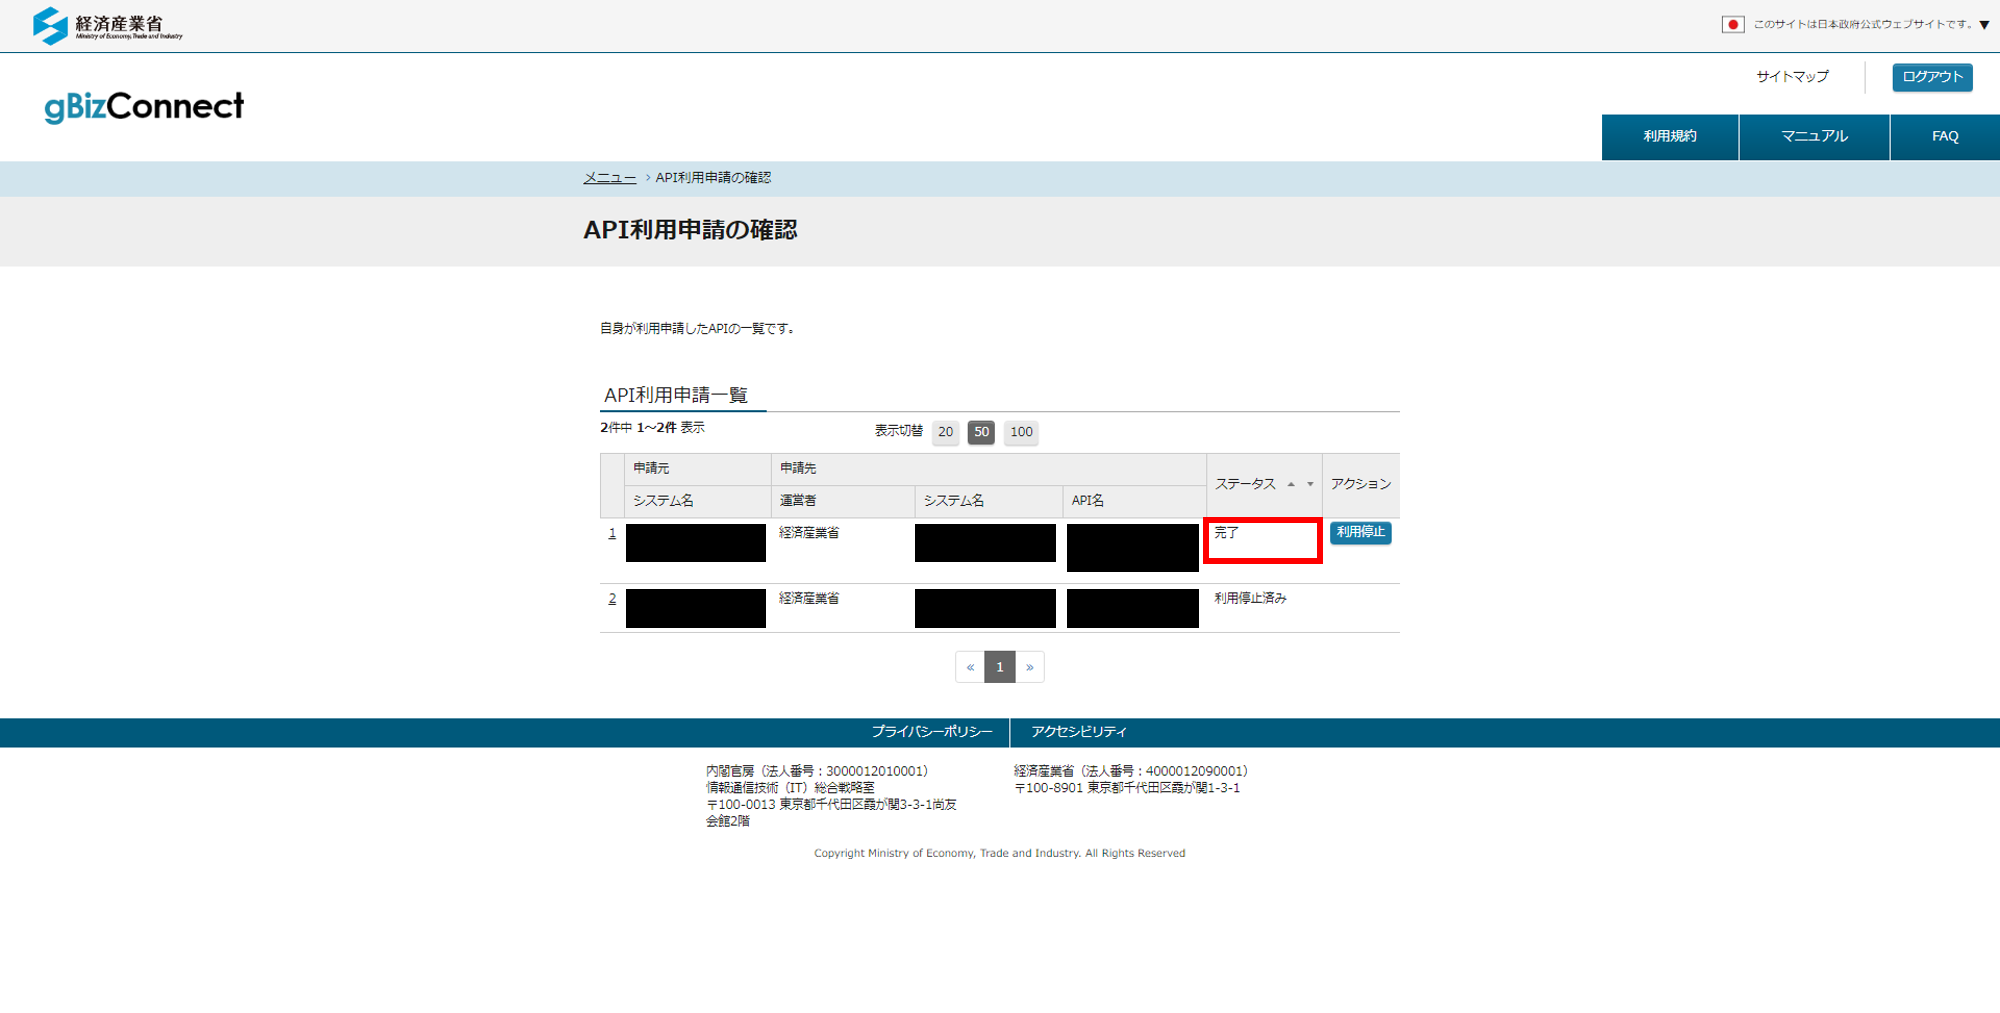 経済産業省
Ministry of Economy, Trade and Industry
このサイトは日本政府公式ウェブサイトです。▼
サイトマップ
ログアウト
gBizConnect
利用規約
マニュアル
FAQ
メニュー › API利用申請の確認
API利用申請の確認
自身が利用申請したAPIの一覧です。
API利用申請一覧
2件中 1～2件 表示
表示切替 20 50 100
申請元 申請先 ステータス ▲ ▼ アクション
システム名 運営者 システム名 API名
1 経済産業省 完了 利用停止
2 経済産業省 利用停止済み
« 1 »
プライバシーポリシー アクセシビリティ
内閣官房（法人番号：3000012010001）
情報通信技術（IT）総合戦略室
〒100-0013 東京都千代田区霞が関3-3-1尚友
会館2階
経済産業省（法人番号：4000012090001）
〒100-8901 東京都千代田区霞が関1-3-1
Copyright Ministry of Economy, Trade and Industry. All Rights Reserved